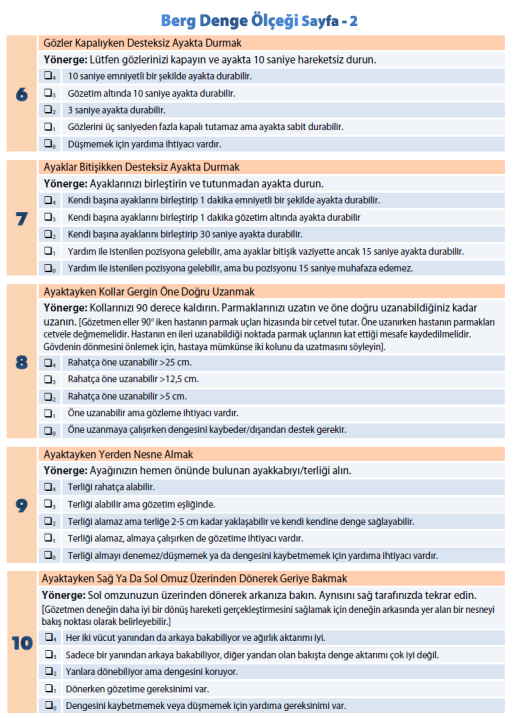 Berg Denge Ölçeği Sayfa - 2
6
Gözler Kapalıyken Desteksiz Ayakta Durmak
Yönerge: Lütfen gözlerinizi kapayın ve ayakta 10 saniye hareketsiz durun.
❑4 10 saniye emniyetli bir şekilde ayakta durabilir.
❑3 Gözetim altında 10 saniye ayakta durabilir.
❑2 3 saniye ayakta durabilir.
❑1 Gözlerini üç saniyeden fazla kapalı tutamaz ama ayakta sabit durabilir.
❑0 Düşmemek için yardıma ihtiyacı vardır.
7
Ayaklar Bitişikken Desteksiz Ayakta Durmak
Yönerge: Ayaklarınızı birleştirin ve tutunmadan ayakta durun.
❑4 Kendi başına ayaklarını birleştirip 1 dakika emniyetli bir şekilde ayakta durabilir.
❑3 Kendi başına ayaklarını birleştirip 1 dakika gözetim altında ayakta durabilir
❑2 Kendi başına ayaklarını birleştirip 30 saniye ayakta durabilir.
❑1 Yardım ile istenilen pozisyona gelebilir, ama ayaklar bitişik vaziyette ancak 15 saniye ayakta durabilir.
❑0 Yardım ile istenilen pozisyona gelebilir, ama bu pozisyonu 15 saniye muhafaza edemez.
8
Ayaktayken Kollar Gergin Öne Doğru Uzanmak
Yönerge: Kollarınızı 90 derece kaldırın. Parmaklarınızı uzatın ve öne doğru uzanabildiğiniz kadar
uzanın. [Gözetmen eller 90° iken hastanın parmak uçları hizasında bir cetvel tutar. Öne uzanırken hastanın parmakları
cetvele değmemelidir. Hastanın en ileri uzanabildiği noktada parmak uçlarının kat ettiği mesafe kaydedilmelidir.
Gövdenin dönmesini önlemek için, hastaya mümkünse iki kolunu da uzatmasını söyleyin].
❑4 Rahatça öne uzanabilir >25 cm.
❑3 Rahatça öne uzanabilir >12,5 cm.
❑2 Rahatça öne uzanabilir >5 cm.
❑1 Öne uzanabilir ama gözleme ihtiyacı vardır.
❑0 Öne uzanmaya çalışırken dengesini kaybeder/dışarıdan destek gerekir.
9
Ayaktayken Yerden Nesne Almak
Yönerge: Ayağınızın hemen önünde bulunan ayakkabıyı/terliği alın.
❑4 Terliği rahatça alabilir.
❑3 Terliği alabilir ama gözetim eşliğinde.
❑2 Terliği alamaz ama terliğe 2-5 cm kadar yaklaşabilir ve kendi kendine denge sağlayabilir.
❑1 Terliği alamaz, almaya çalışırken de gözetime ihtiyacı vardır.
❑0 Terliği almayı denemez/düşmemek ya da dengesini kaybetmemek için yardıma ihtiyacı vardır.
10
Ayaktayken Sağ Ya Da Sol Omuz Üzerinden Dönerek Geriye Bakmak
Yönerge: Sol omzunuzun üzerinden dönerek arkanıza bakın. Aynısını sağ tarafınızda tekrar edin.
[Gözetmen deneğin daha iyi bir dönüş hareketi gerçekleştirmesini sağlamak için deneğin arkasında yer alan bir nesneyi
bakış noktası olarak belirleyebilir.]
❑4 Her iki vücut yanından da arkaya bakabiliyor ve ağırlık aktarımı iyi.
❑3 Sadece bir yanından arkaya bakabiliyor, diğer yandan olan bakışta denge aktarımı çok iyi değil.
❑2 Yanlara dönebiliyor ama dengesini koruyor.
❑1 Dönerken gözetime gereksinimi var.
❑0 Dengesini kaybetmemek veya düşmemek için yardıma gereksinimi var.